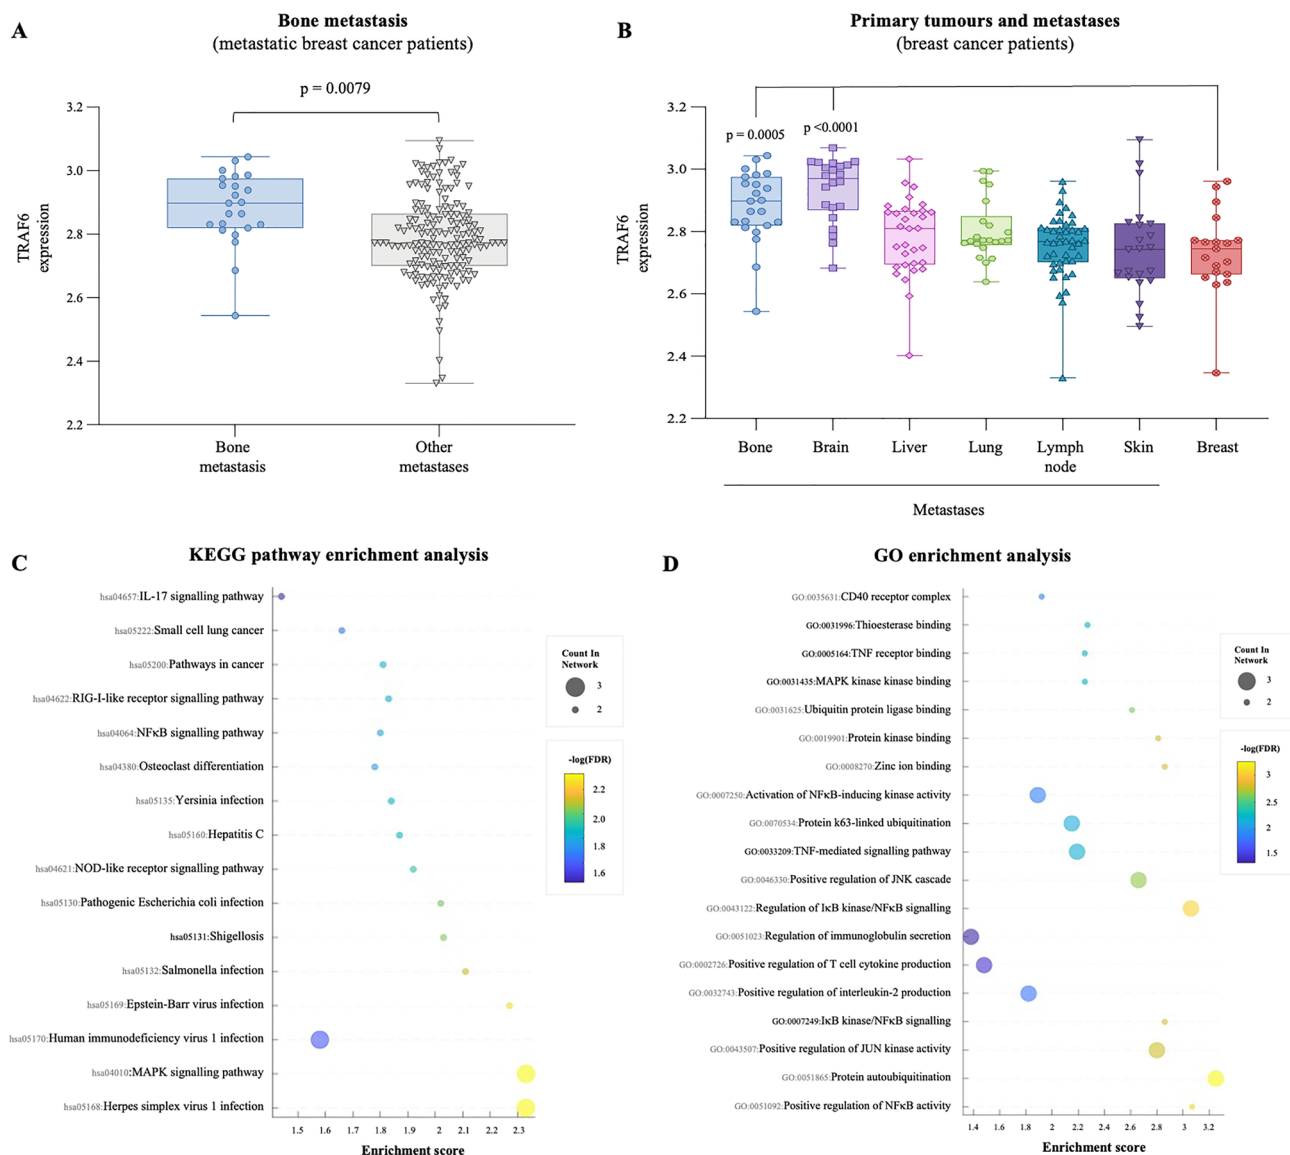 A
Bone metastasis
(metastatic breast cancer patients)
p = 0.0079
3.2
3.0
2.8
2.6
2.4
2.2
TRAF6
expression
Bone
metastasis
Other
metastases
B
Primary tumours and metastases
(breast cancer patients)
p = 0.0005
p <0.0001
3.2
3.0
2.8
2.6
2.4
2.2
TRAF6
expression
Bone
Brain
Liver
Lung
Lymph
node
Skin
Breast
Metastases
C
KEGG pathway enrichment analysis
hsa04657:IL-17 signalling pathway
hsa05222:Small cell lung cancer
hsa05200:Pathways in cancer
hsa04622:RIG-I-like receptor signalling pathway
hsa04064:NFκB signalling pathway
hsa04380:Osteoclast differentiation
hsa05135:Yersinia infection
hsa05160:Hepatitis C
hsa04621:NOD-like receptor signalling pathway
hsa05130:Pathogenic Escherichia coli infection
hsa05131:Shigellosis
hsa05132:Salmonella infection
hsa05169:Epstein-Barr virus infection
hsa05170:Human immunodeficiency virus 1 infection
hsa04010:MAPK signalling pathway
hsa05168:Herpes simplex virus 1 infection
1.5 1.6 1.7 1.8 1.9 2 2.1 2.2 2.3
Enrichment score
Count In
Network
3
2
-log(FDR)
2.2
2.0
1.8
1.6
D
GO enrichment analysis
GO:0035631:CD40 receptor complex
GO:0031996:Thioesterase binding
GO:0005164:TNF receptor binding
GO:0031435:MAPK kinase kinase binding
GO:0031625:Ubiquitin protein ligase binding
GO:0019901:Protein kinase binding
GO:0008270:Zinc ion binding
GO:0007250:Activation of NFκB-inducing kinase activity
GO:0070534:Protein k63-linked ubiquitination
GO:0033209:TNF-mediated signalling pathway
GO:0046330:Positive regulation of JNK cascade
GO:0043122:Regulation of IκB kinase/NFκB signalling
GO:0051023:Regulation of immunoglobulin secretion
GO:0002726:Positive regulation of T cell cytokine production
GO:0032743:Positive regulation of interleukin-2 production
GO:0007249:IκB kinase/NFκB signalling
GO:0043507:Positive regulation of JUN kinase activity
GO:0051865:Protein autoubiquitination
GO:0051092:Positive regulation of NFκB activity
1.4 1.6 1.8 2 2.2 2.4 2.6 2.8 3 3.2
Enrichment score
Count In
Network
3
2
-log(FDR)
3
2.5
2
1.5